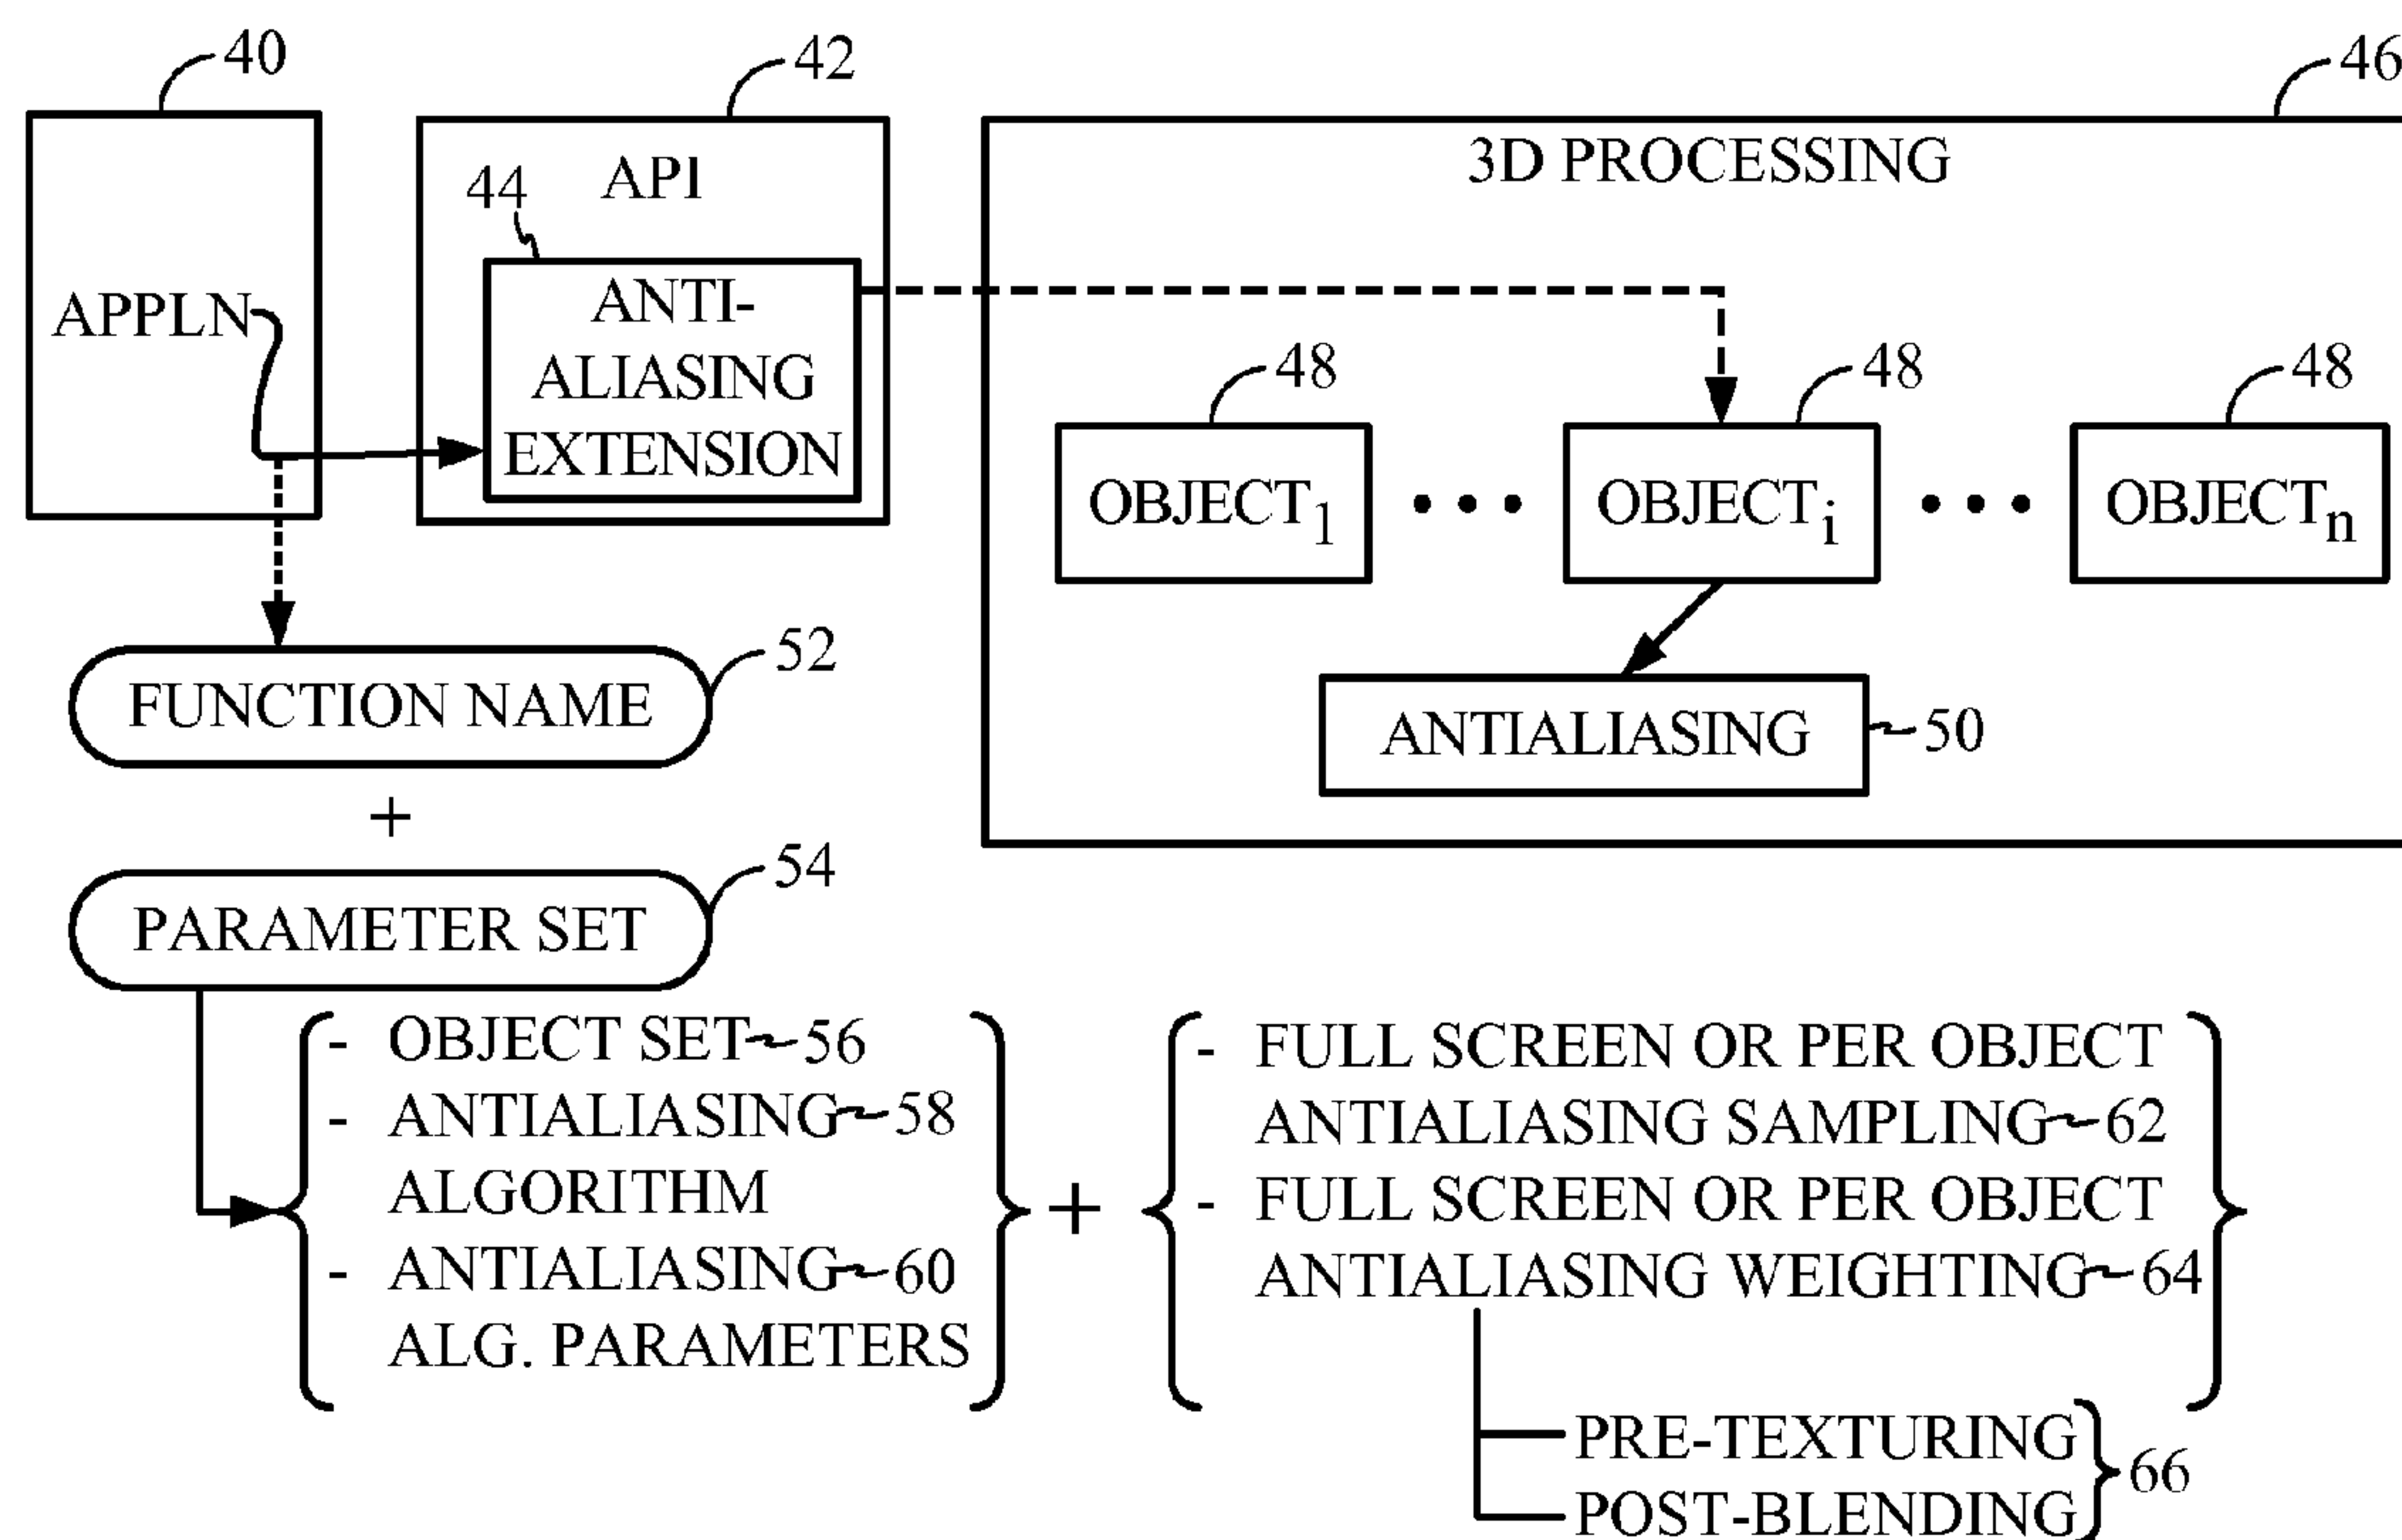 40
42
46
APPLN
API
44
ANTI-
ALIASING
EXTENSION
3D PROCESSING
48
48
48
OBJECT1
• • •
OBJECTi
• • •
OBJECTn
ANTIALIASING
50
FUNCTION NAME
52
+
PARAMETER SET
54
- OBJECT SET 56
- ANTIALIASING 58
ALGORITHM
- ANTIALIASING 60
ALG. PARAMETERS
+
- FULL SCREEN OR PER OBJECT
ANTIALIASING SAMPLING 62
- FULL SCREEN OR PER OBJECT
ANTIALIASING WEIGHTING 64
PRE-TEXTURING
POST-BLENDING
66